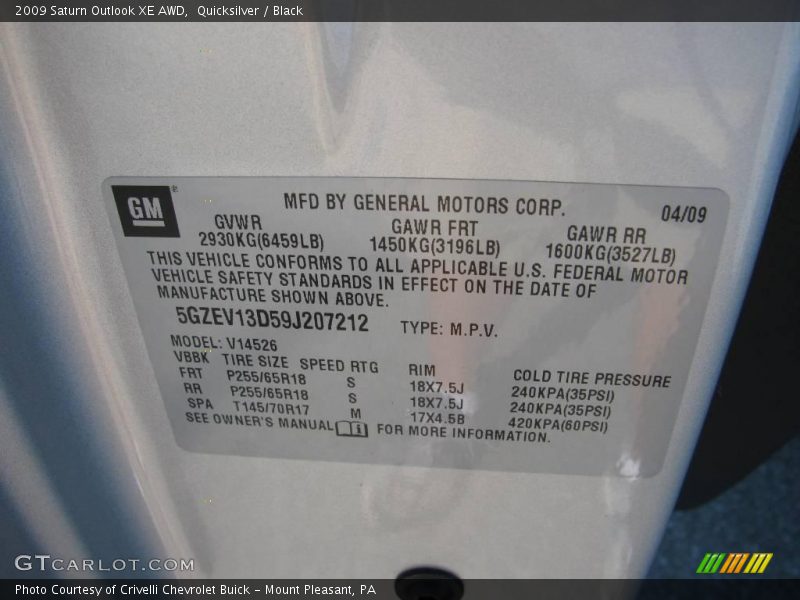 2009 Saturn Outlook XE AWD,  Quicksilver / Black
GM® MFD BY GENERAL MOTORS CORP. 04/09
GVWR GAWR FRT GAWR RR
2930KG(6459LB) 1450KG(3196LB) 1600KG(3527LB)
THIS VEHICLE CONFORMS TO ALL APPLICABLE U.S. FEDERAL MOTOR
VEHICLE SAFETY STANDARDS IN EFFECT ON THE DATE OF
MANUFACTURE SHOWN ABOVE.
5GZEV13D59J207212 TYPE: M.P.V.
MODEL: V14526
VBBK TIRE SIZE SPEED RTG RIM COLD TIRE PRESSURE
FRT P255/65R18 S 18X7.5J 240KPA(35PSI)
RR P255/65R18 S 18X7.5J 240KPA(35PSI)
SPA T145/70R17 M 17X4.5B 420KPA(60PSI)
SEE OWNER'S MANUAL FOR MORE INFORMATION.
GTCARLOT.COM
Photo Courtesy of Crivelli Chevrolet Buick - Mount Pleasant, PA